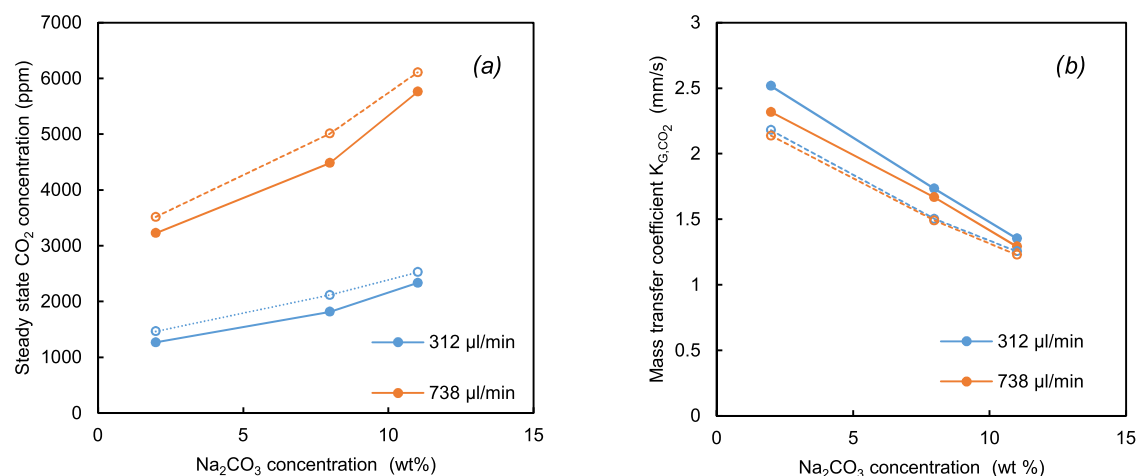 (a)
Steady state CO₂ concentration (ppm)
7000
6000
5000
4000
3000
2000
1000
0
312 µl/min
738 µl/min
0 5 10 15
Na₂CO₃ concentration (wt%)
(b)
Mass transfer coefficient K_G,CO₂ (mm/s)
3
2.5
2
1.5
1
0.5
0
312 µl/min
738 µl/min
0 5 10 15
Na₂CO₃ concentration (wt %)